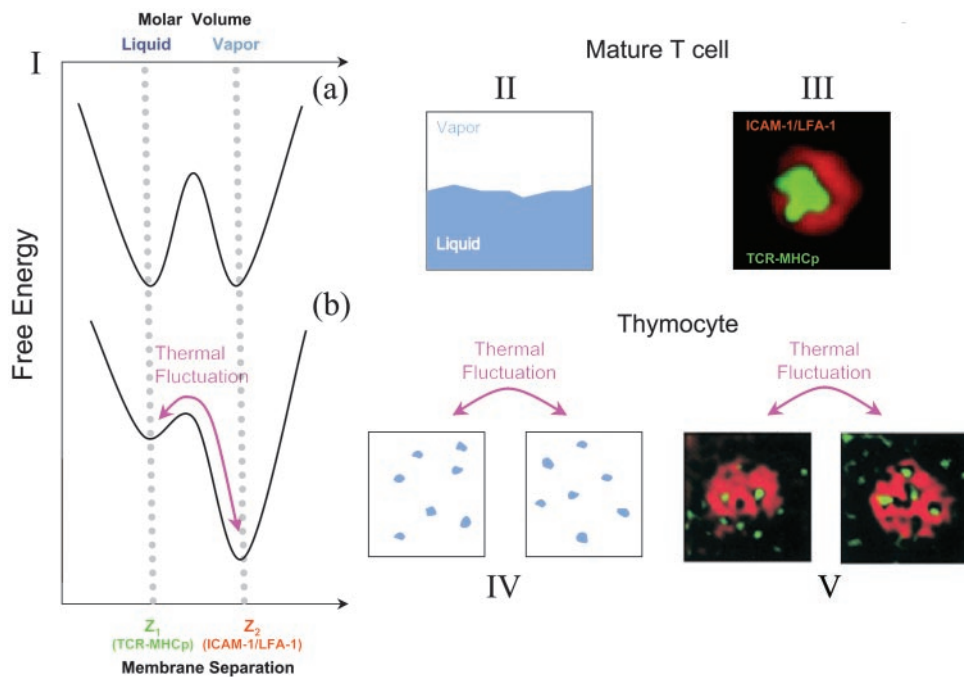 Molar Volume
Liquid Vapor
I
(a)
Free Energy
(b)
Thermal
Fluctuation
Z1 Z2
(TCR-MHCp) (ICAM-1/LFA-1)
Membrane Separation
Mature T cell
II III
Vapor
Liquid
ICAM-1/LFA-1
TCR-MHCp
Thymocyte
Thermal
Fluctuation
Thermal
Fluctuation
IV V